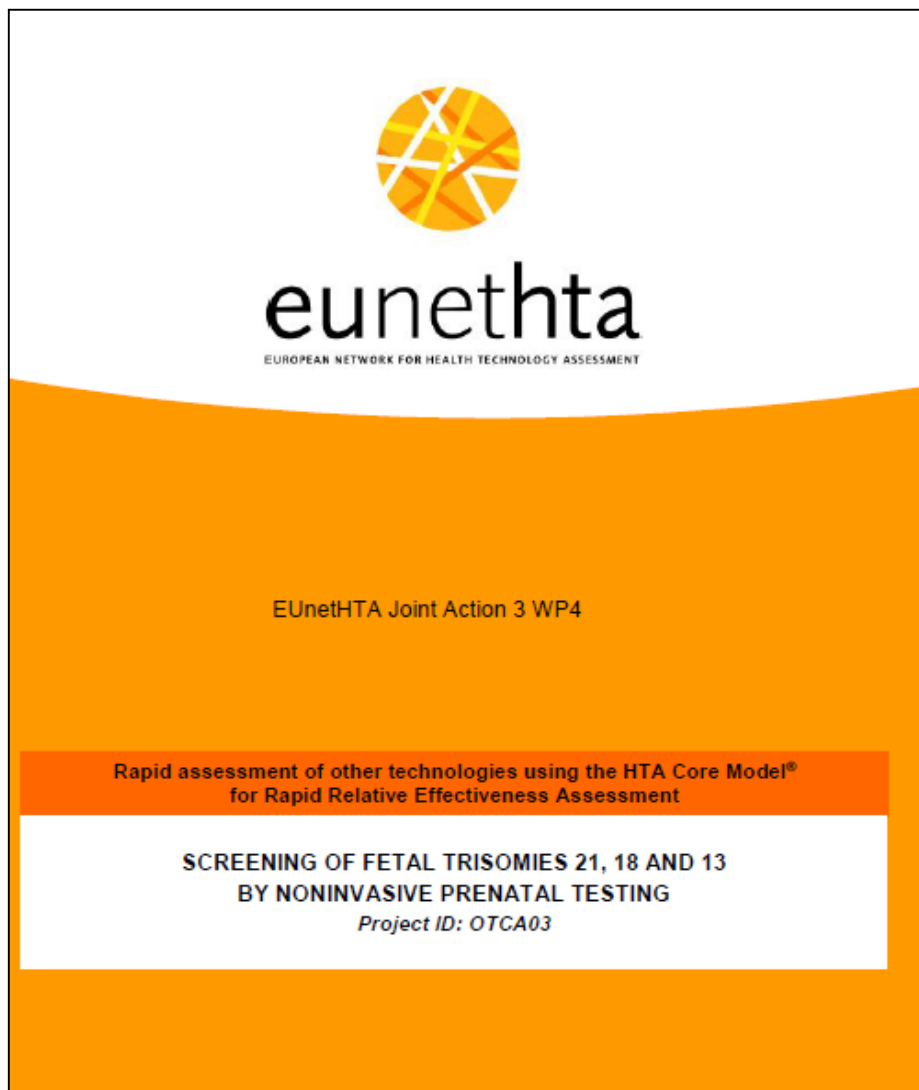 eunethta
EUROPEAN NETWORK FOR HEALTH TECHNOLOGY ASSESSMENT
EUnetHTA Joint Action 3 WP4
Rapid assessment of other technologies using the HTA Core Model®
for Rapid Relative Effectiveness Assessment
SCREENING OF FETAL TRISOMIES 21, 18 AND 13
BY NONINVASIVE PRENATAL TESTING
Project ID: OTCA03